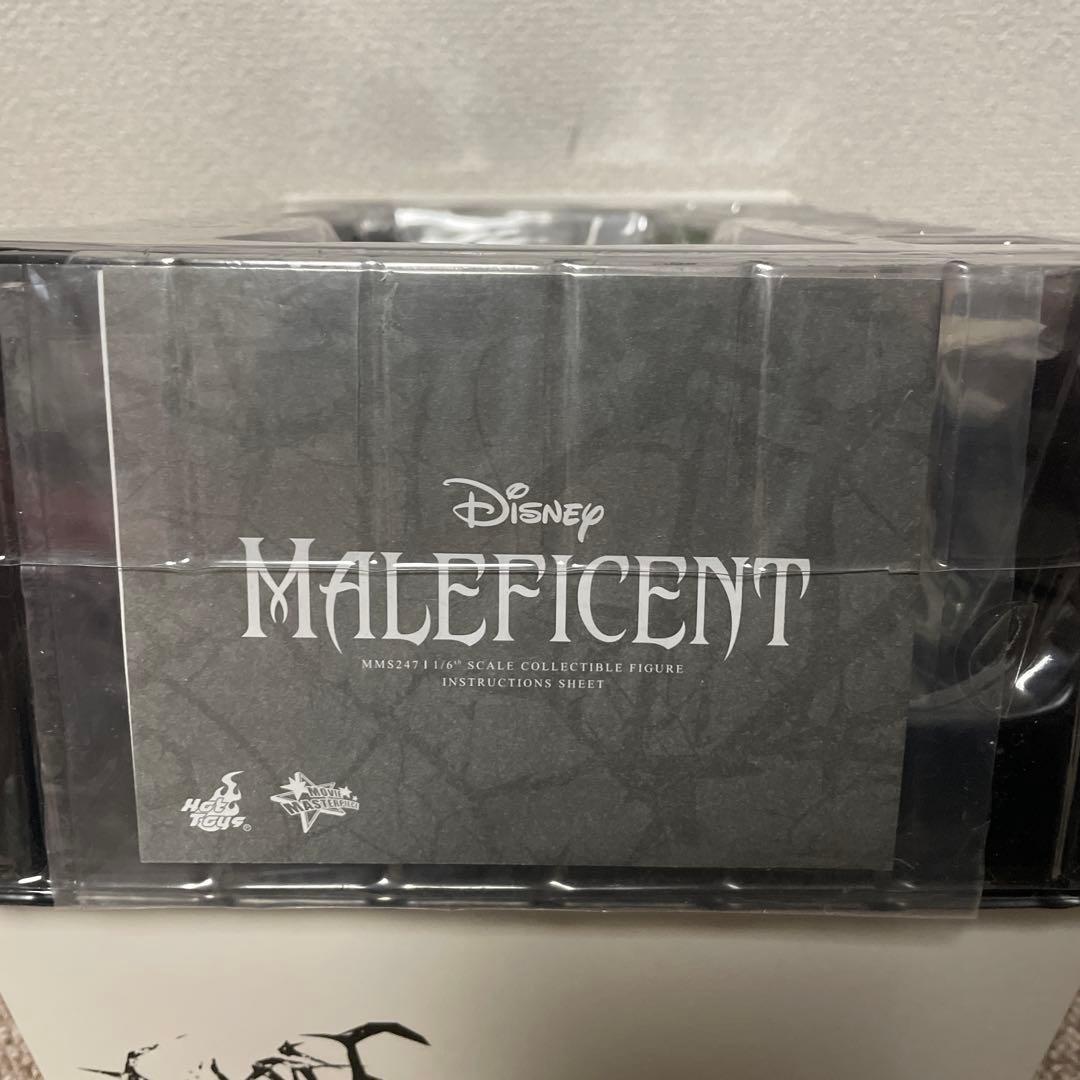 Disney
MALEFICENT
MMS247 | 1/6th SCALE COLLECTIBLE FIGURE
INSTRUCTIONS SHEET
Hot Toys®
MOVIE MASTERPIECE